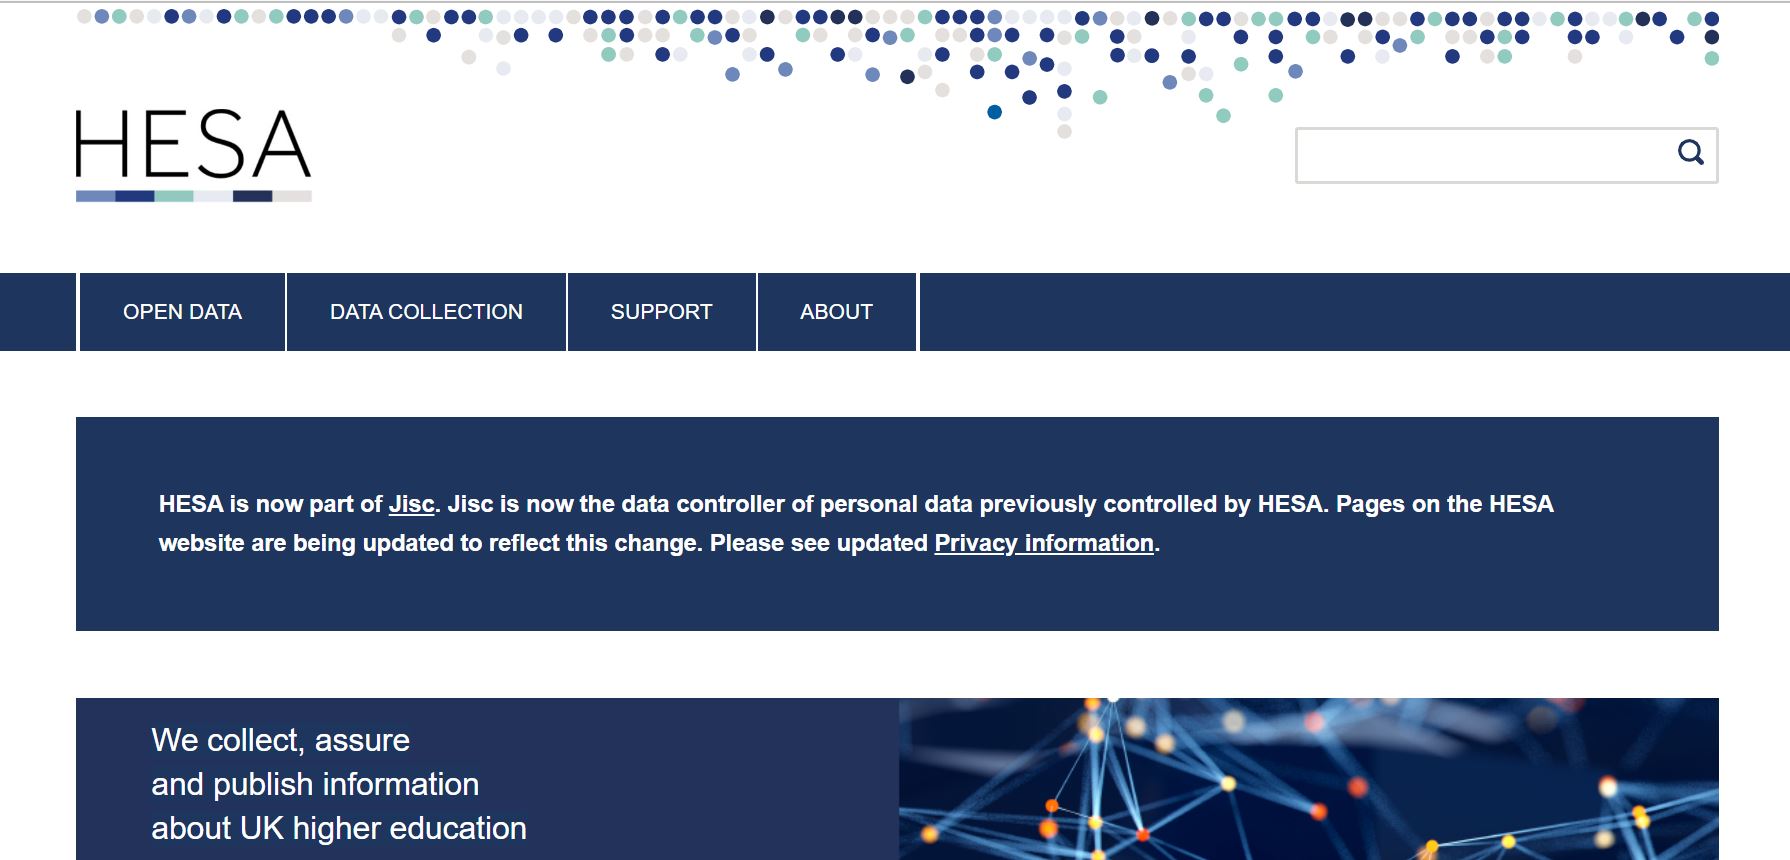 HESA
OPEN DATA
DATA COLLECTION
SUPPORT
ABOUT
HESA is now part of Jisc. Jisc is now the data controller of personal data previously controlled by HESA. Pages on the HESA
website are being updated to reflect this change. Please see updated Privacy information.
We collect, assure
and publish information
about UK higher education